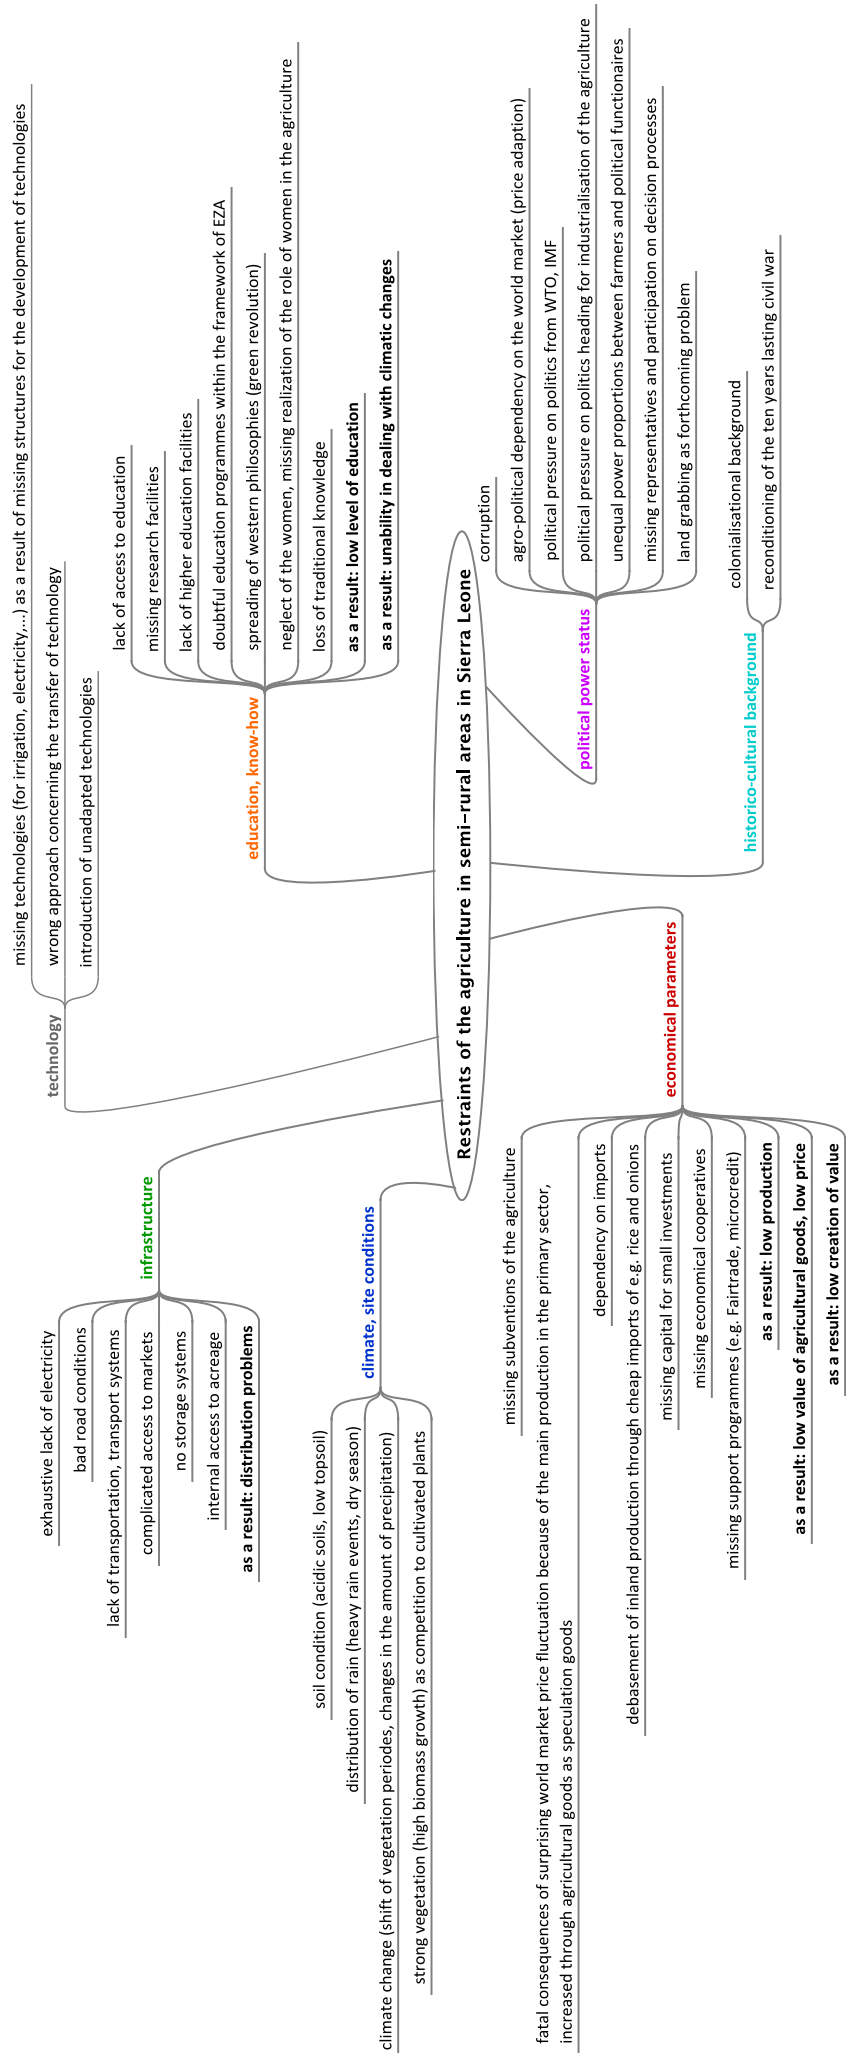 Restraints of the agriculture in semi-rural areas in Sierra Leone
technology
missing technologies (for irrigation, electricity,...) as a result of missing structures for the development of technologies
wrong approach concerning the transfer of technology
introduction of unadapted technologies
education, know-how
lack of access to education
missing research facilities
lack of higher education facilities
doubtful education programmes within the framework of EZA
spreading of western philosophies (green revolution)
neglect of the women, missing realization of the role of women in the agriculture
loss of traditional knowledge
as a result: low level of education
as a result: unability in dealing with climatic changes
political power status
corruption
agro-political dependency on the world market (price adaption)
political pressure on politics from WTO, IMF
political pressure on politics heading for industrialisation of the agriculture
unequal power proportions between farmers and political functionaires
missing representatives and participation on decision processes
land grabbing as forthcoming problem
historico-cultural background
colonialisational background
reconditioning of the ten years lasting civil war
infrastructure
exhaustive lack of electricity
bad road conditions
lack of transportation, transport systems
complicated access to markets
no storage systems
internal access to acreage
as a result: distribution problems
climate, site conditions
soil condition (acidic soils, low topsoil)
distribution of rain (heavy rain events, dry season)
climate change (shift of vegetation periodes, changes in the amount of precipitation)
strong vegetation (high biomass growth) as competition to cultivated plants
economical parameters
missing subventions of the agriculture
fatal consequences of surprising world market price fluctuation because of the main production in the primary sector,
increased through agricultural goods as speculation goods
dependency on imports
debasement of inland production through cheap imports of e.g. rice and onions
missing capital for small investments
missing economical cooperatives
missing support programmes (e.g. Fairtrade, microcredit)
as a result: low production
as a result: low value of agricultural goods, low price
as a result: low creation of value